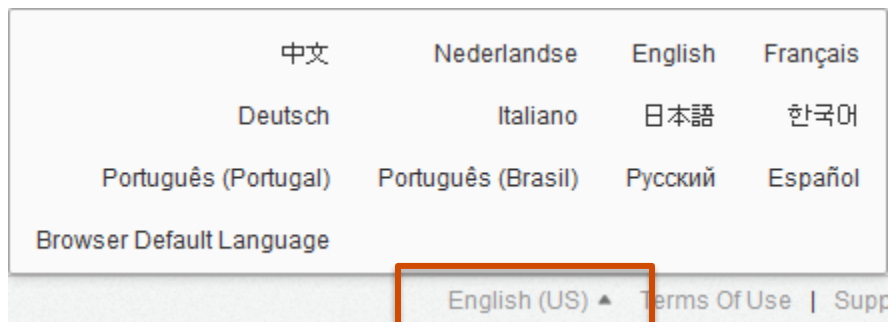 中文 Nederlandse English Français
Deutsch Italiano 日本語 한국어
Português (Portugal) Português (Brasil) Русский Español
Browser Default Language
English (US) ▲ Terms Of Use | Supp